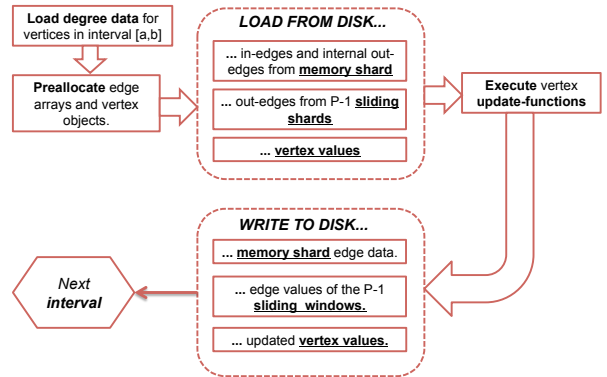 Load degree data for
vertices in interval [a,b]
Preallocate edge
arrays and vertex
objects.
LOAD FROM DISK...
... in-edges and internal out-
edges from memory shard
... out-edges from P-1 sliding
shards
... vertex values
Execute vertex
update-functions
WRITE TO DISK...
... memory shard edge data.
... edge values of the P-1
sliding windows.
... updated vertex values.
Next
interval